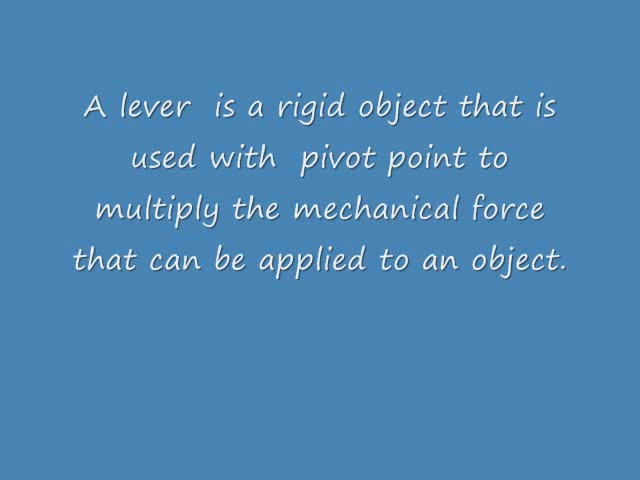 A lever  is a rigid object that is
used with  pivot point to
multiply the mechanical force
that can be applied to an object.